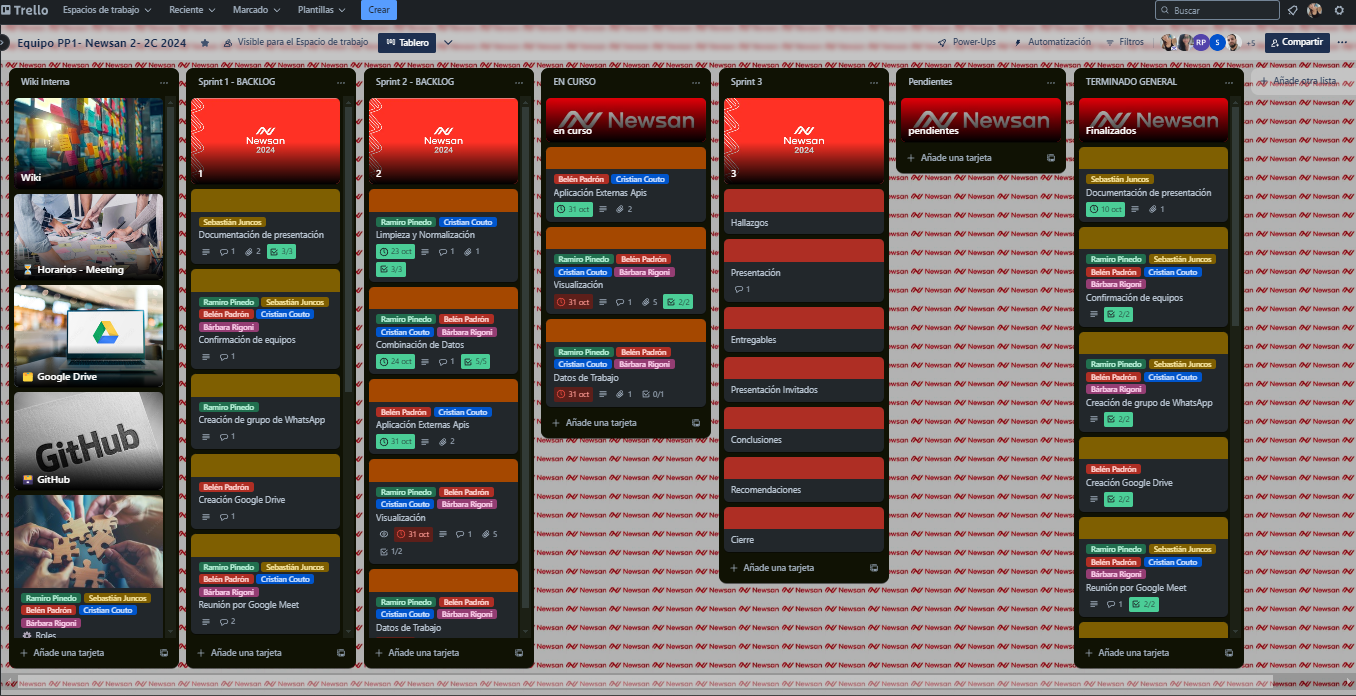 Trello
Espacios de trabajo
Reciente
Marcado
Plantillas
Crear
Buscar
Equipo PP1- Newsan 2- 2C 2024
Visible para el Espacio de trabajo
Tablero
Power-Ups
Automatización
Filtros
RP
S
+5
Compartir
Wiki Interna
Wiki
Horarios - Meeting
Google Drive
GitHub
GitHub
Ramiro Pinedo Sebastián Juncos
Belén Padrón Cristian Couto
Bárbara Rigoni
Roles
Añade una tarjeta
Sprint 1 - BACKLOG
Newsan
2024
1
Sebastián Juncos
Documentación de presentación
1 2 3/3
Ramiro Pinedo Sebastián Juncos
Belén Padrón Cristian Couto
Bárbara Rigoni
Confirmación de equipos
1
Ramiro Pinedo
Creación de grupo de WhatsApp
1
Belén Padrón
Creación Google Drive
1
Ramiro Pinedo Sebastián Juncos
Belén Padrón Cristian Couto
Bárbara Rigoni
Reunión por Google Meet
2
Añade una tarjeta
Sprint 2 - BACKLOG
Newsan
2024
2
Ramiro Pinedo Cristian Couto
Limpieza y Normalización
23 oct 1 1
3/3
Ramiro Pinedo Belén Padrón
Cristian Couto Bárbara Rigoni
Combinación de Datos
24 oct 1 5/5
Belén Padrón Cristian Couto
Aplicación Externas Apis
31 oct 2
Ramiro Pinedo Belén Padrón
Cristian Couto Bárbara Rigoni
Visualización
31 oct 1 5
1/2
Ramiro Pinedo Belén Padrón
Cristian Couto Bárbara Rigoni
Datos de Trabajo
Añade una tarjeta
EN CURSO
Newsan
en curso
Belén Padrón Cristian Couto
Aplicación Externas Apis
31 oct 2
Ramiro Pinedo Belén Padrón
Cristian Couto Bárbara Rigoni
Visualización
31 oct 1 5 2/2
Ramiro Pinedo Belén Padrón
Cristian Couto Bárbara Rigoni
Datos de Trabajo
31 oct 1 0/1
Añade una tarjeta
Sprint 3
Newsan
2024
3
Hallazgos
Presentación
1
Entregables
Presentación Invitados
Conclusiones
Recomendaciones
Cierre
Añade una tarjeta
Pendientes
Newsan
pendientes
Añade una tarjeta
TERMINADO GENERAL
Newsan
Finalizados
Sebastián Juncos
Documentación de presentación
10 oct 1
Ramiro Pinedo Sebastián Juncos
Belén Padrón Cristian Couto
Bárbara Rigoni
Confirmación de equipos
2/2
Ramiro Pinedo Sebastián Juncos
Belén Padrón Cristian Couto
Bárbara Rigoni
Creación de grupo de WhatsApp
2/2
Belén Padrón
Creación Google Drive
2/2
Ramiro Pinedo Sebastián Juncos
Belén Padrón Cristian Couto
Bárbara Rigoni
Reunión por Google Meet
1 2/2
Añade una tarjeta
Añade otra lista